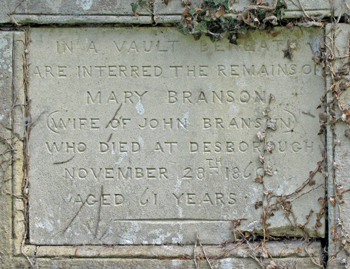 IN A VAULT BENEATH
ARE INTERRED THE REMAINS OF
MARY BRANSON
(WIFE OF JOHN BRANSON)
WHO DIED AT DESBOROUGH
NOVEMBER 28TH
AGED 61 YEARS